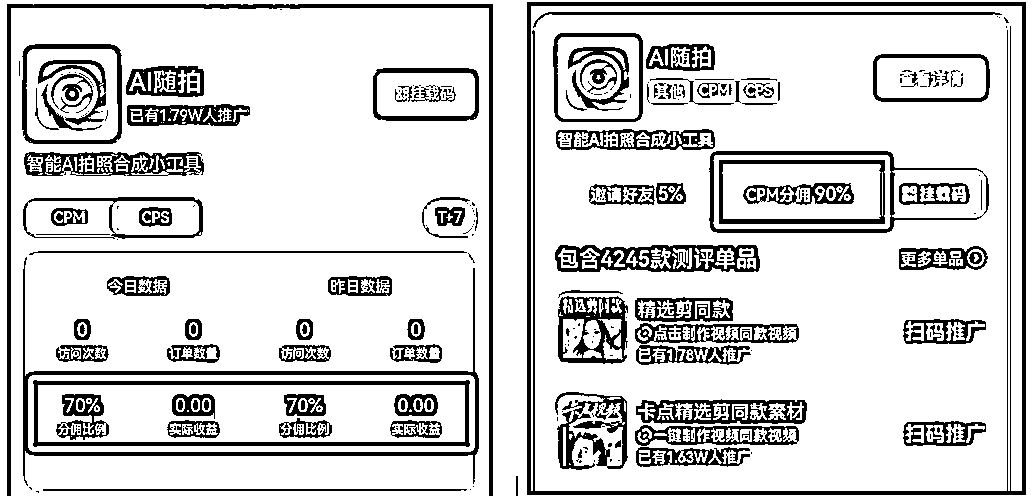 AI随拍
已有1.79W人推广
智能AI拍照合成小工具
CPM CPS
T+7
今日数据 昨日数据
0 0 0 0
访问次数 订单数量 访问次数 订单数量
70% 0.00 70% 0.00
分佣比例 实际收益 分佣比例 实际收益
AI随拍
其他 CPM CPS
查看详情
智能AI拍照合成小工具
邀请好友 5% CPM分佣 90%
包含4245款测评单品
更多单品
精选剪同款
精选剪同款
点击制作视频同款视频
已有1.78W人推广
扫码推广
卡点视频
卡点精选剪同款素材
一键制作视频同款视频
已有1.63W人推广
扫码推广